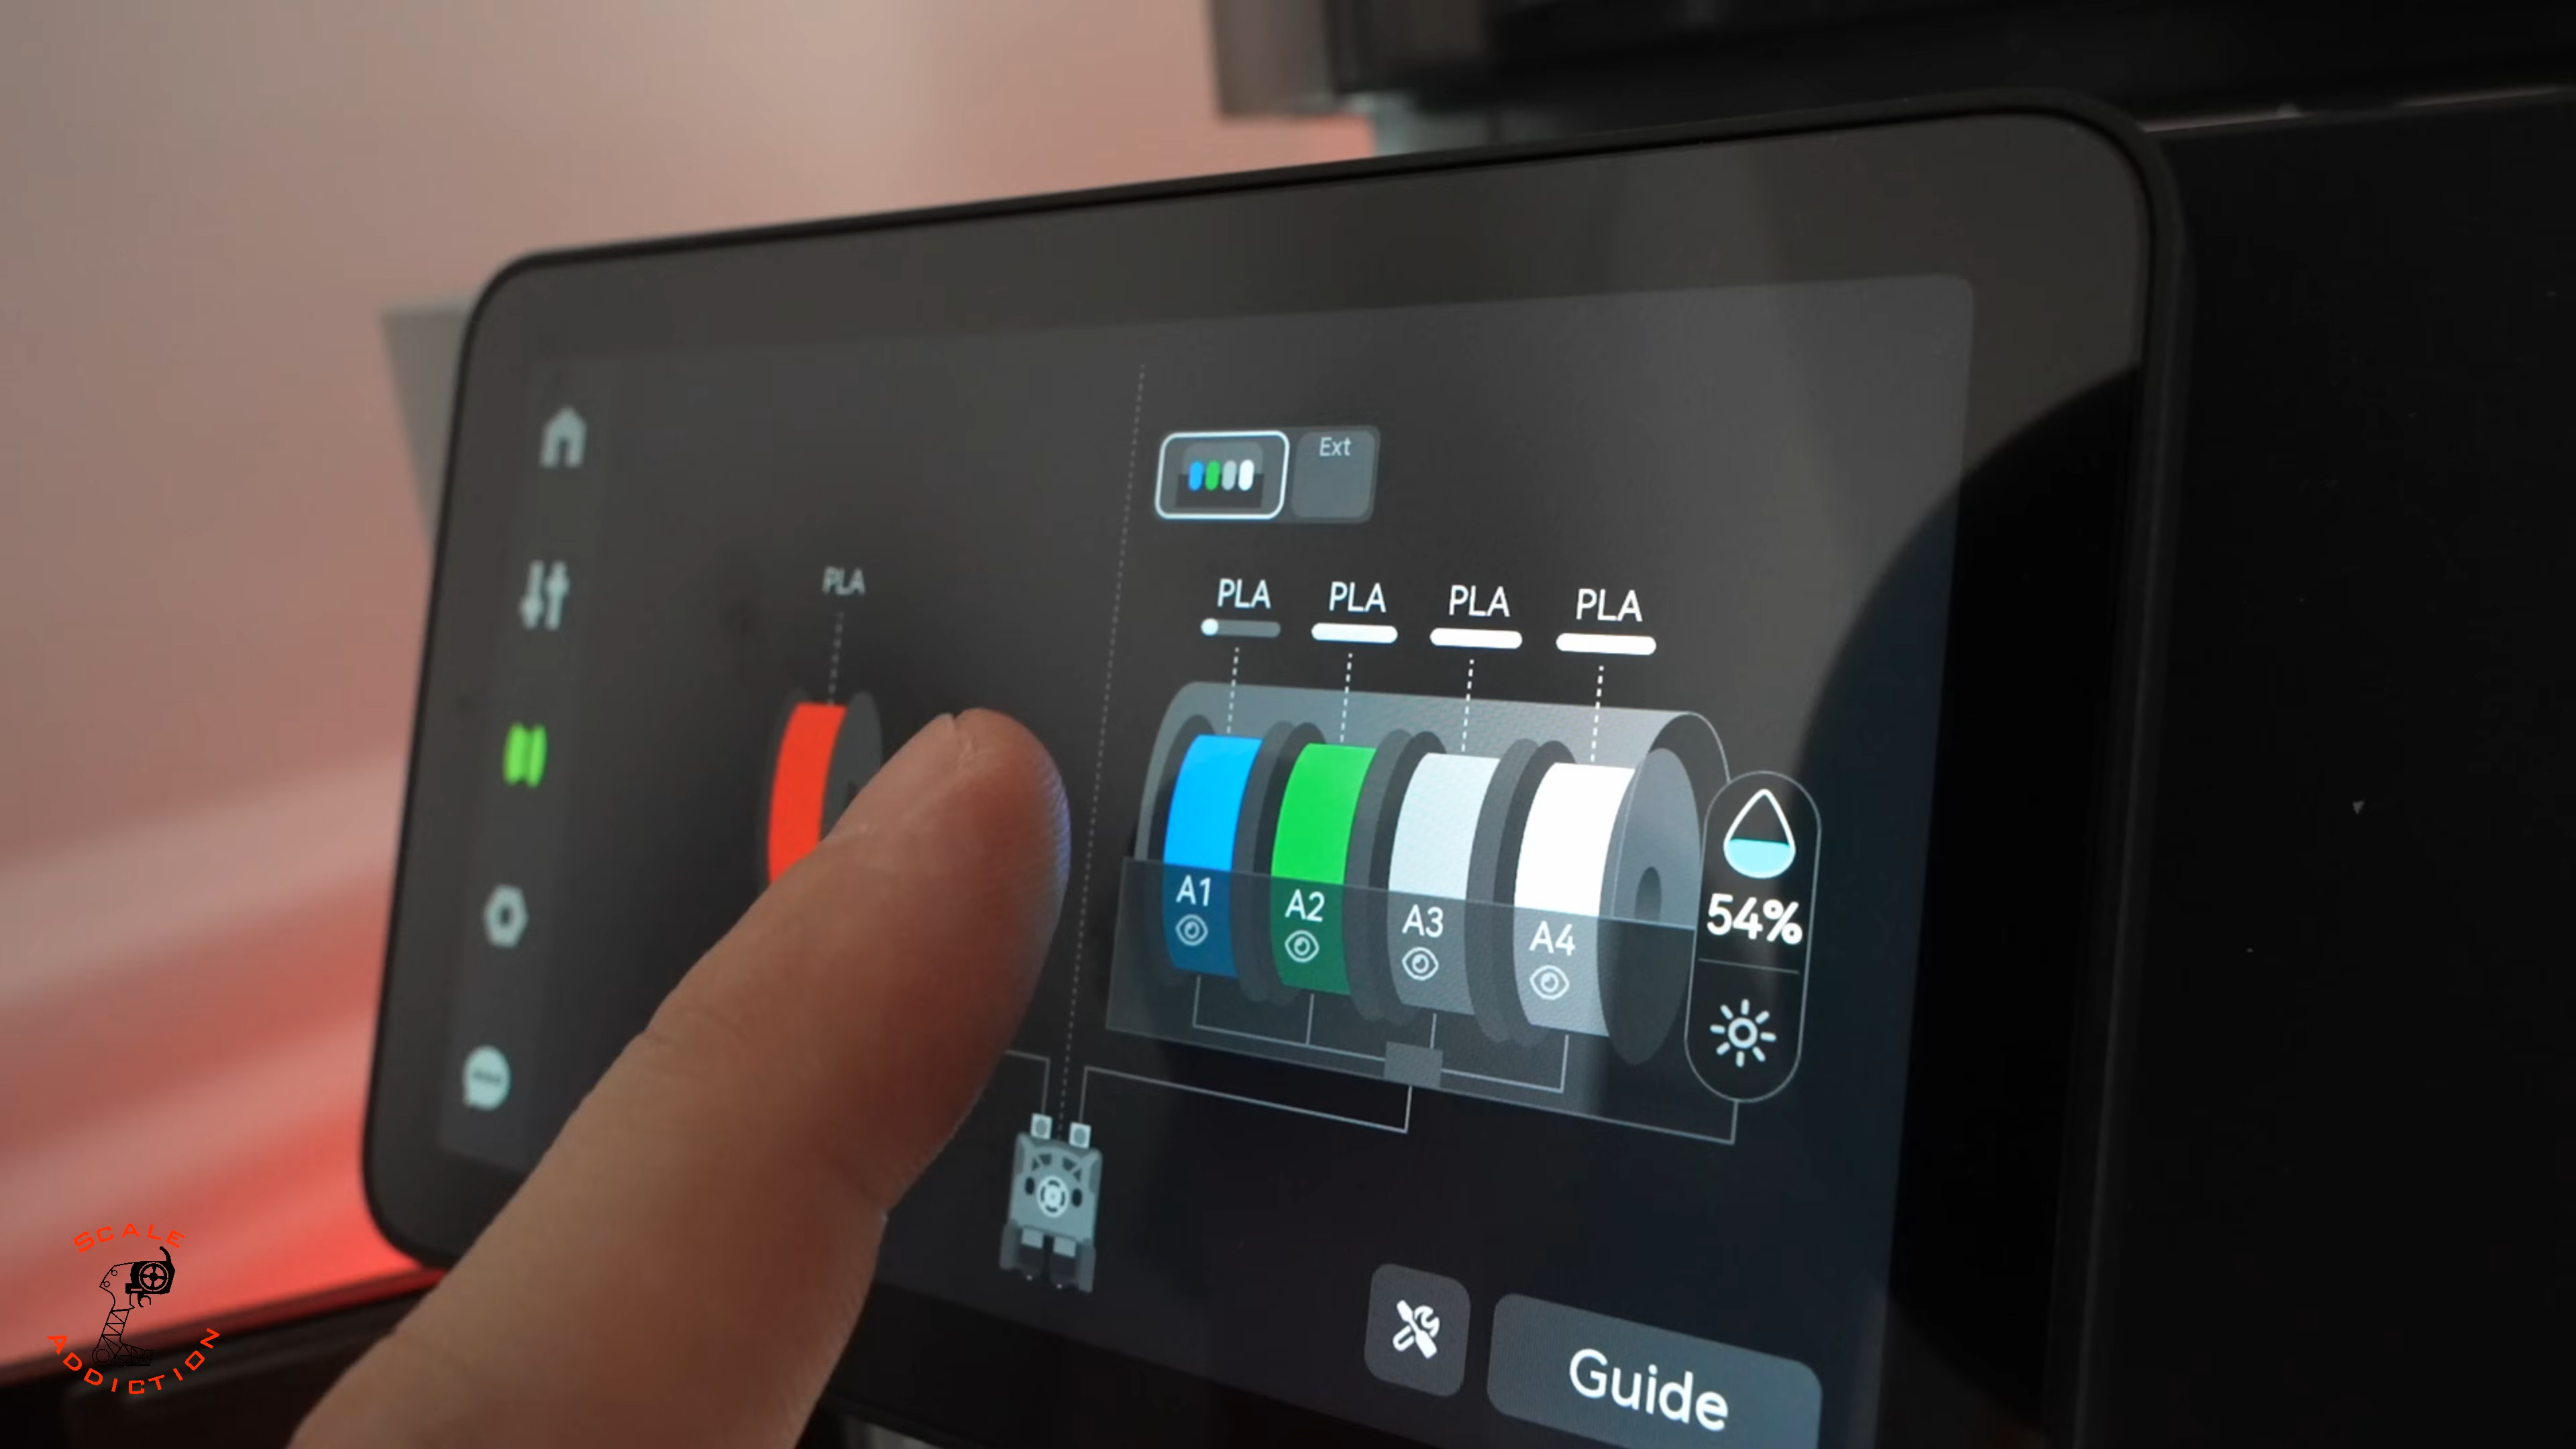 Ext
PLA
PLA PLA PLA PLA
A1 A2 A3 A4
54%
Guide
SCALE
ADDICTION